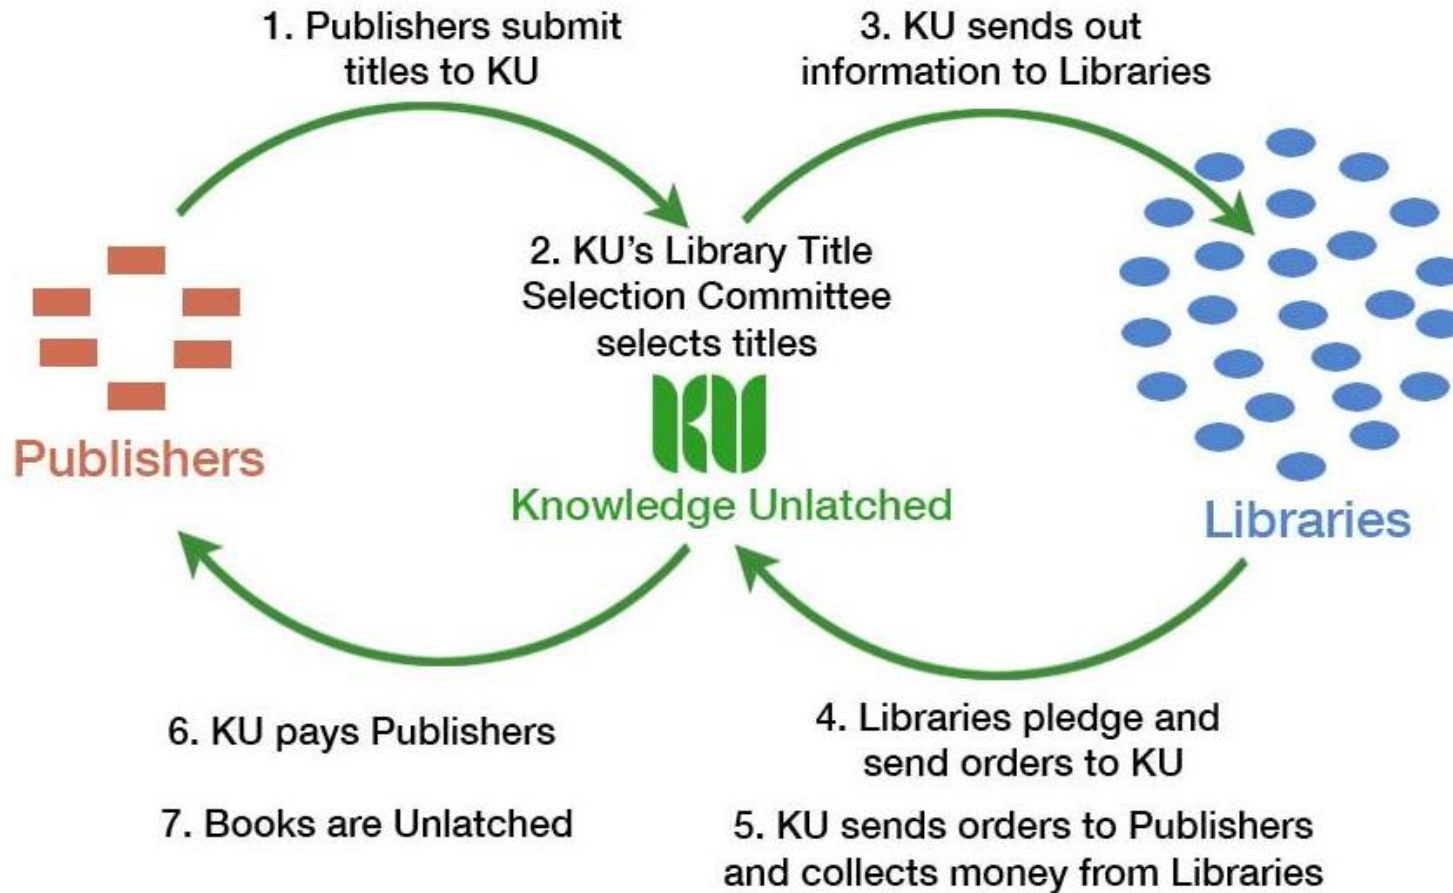 1. Publishers submit
titles to KU
3. KU sends out
information to Libraries
2. KU's Library Title
Selection Committee
selects titles
KU
Knowledge Unlatched
Publishers
Libraries
6. KU pays Publishers
7. Books are Unlatched
4. Libraries pledge and
send orders to KU
5. KU sends orders to Publishers
and collects money from Libraries